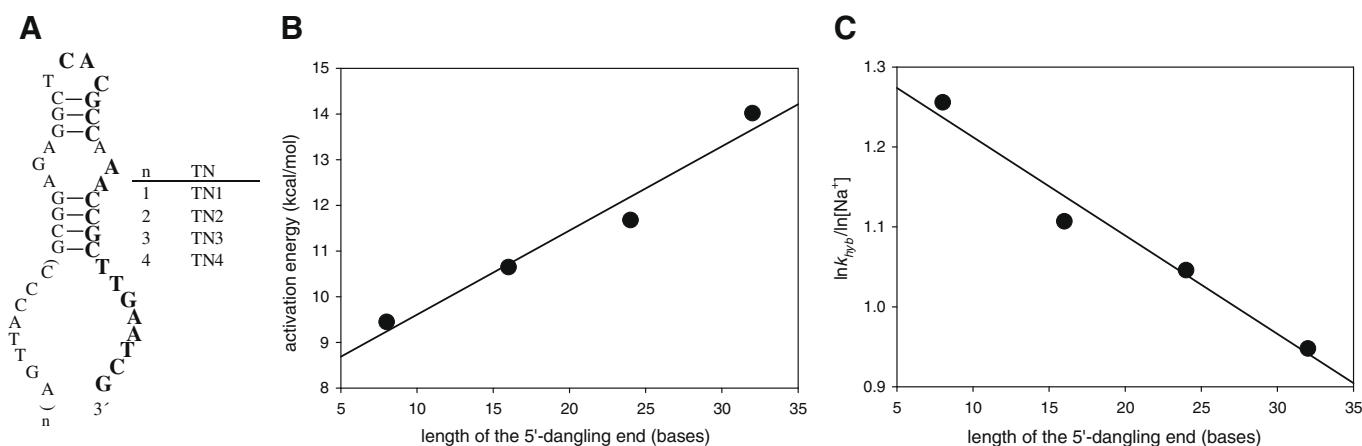 A
C A
T C
C—G
G—C
G—C
A A
G A
A A
G—C
G—C
C—G
G—C
C( T
C T
C G
A A
T A
T T
G C
A G
)n 3´
n TN
1 TN1
2 TN2
3 TN3
4 TN4
B
activation energy (kcal/mol)
15
14
13
12
11
10
9
8
5 10 15 20 25 30 35
length of the 5'-dangling end (bases)
C
lnk_hyb/ln[Na⁺]
1.3
1.2
1.1
1.0
0.9
5 10 15 20 25 30 35
length of the 5'-dangling end (bases)